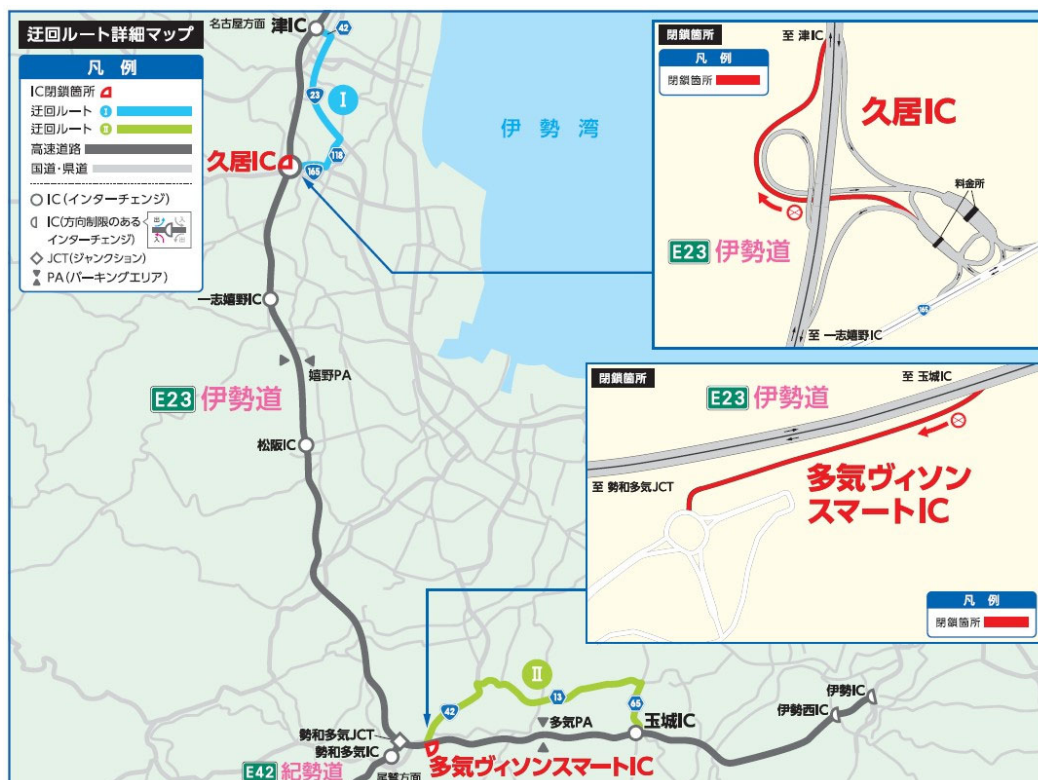 迂回ルート詳細マップ
凡 例
IC閉鎖箇所
迂回ルート Ⅰ
迂回ルート Ⅱ
高速道路
国道・県道
IC(インターチェンジ)
IC(方向制限のある
インターチェンジ)
出
入
入
出
JCT(ジャンクション)
PA(パーキングエリア)
名古屋方面
津IC
42
23
Ⅰ
118
165
久居IC
伊勢湾
一志嬉野IC
嬉野PA
E23 伊勢道
松阪IC
閉鎖箇所
凡 例
閉鎖箇所
至 津IC
久居IC
料金所
E23 伊勢道
165
至 一志嬉野IC
閉鎖箇所
至 玉城IC
E23 伊勢道
至 勢和多気JCT
多気ヴィソン
スマートIC
凡 例
閉鎖箇所
Ⅱ
42
13
65
多気PA
玉城IC
伊勢IC
伊勢西IC
勢和多気JCT
勢和多気IC
E42 紀勢道
尾鷲方面
多気ヴィソンスマートIC